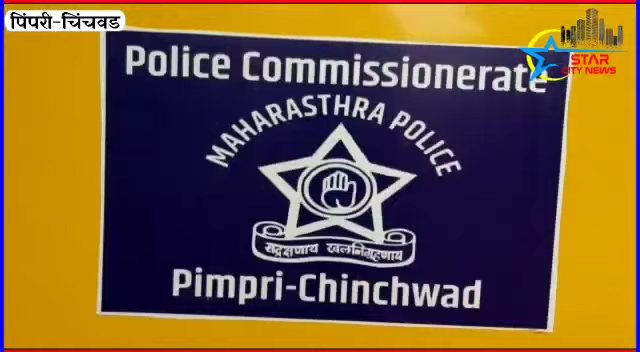 पिंपरी-चिंचवड
STAR
CITY NEWS
Police Commissionerate
MAHARASTHRA POLICE
सद्रक्षणाय खलनिग्रहणाय
Pimpri-Chinchwad